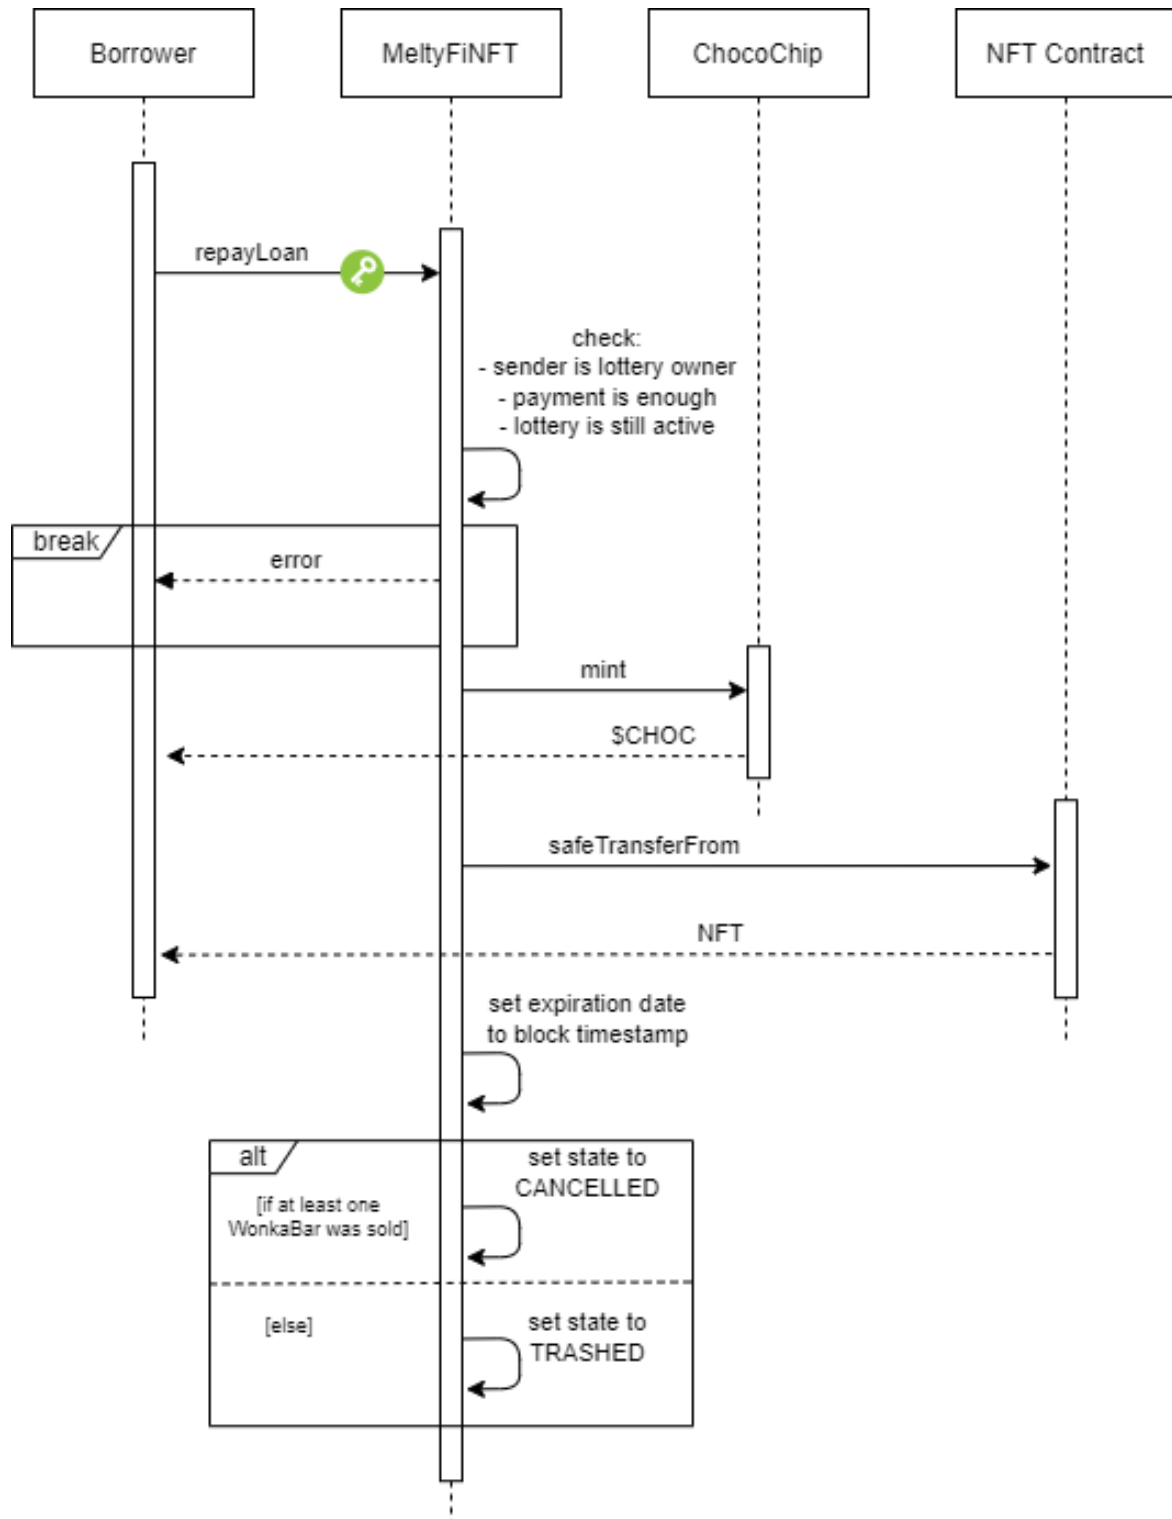 Borrower
MeltyFiNFT
ChocoChip
NFT Contract
repayLoan
check:
- sender is lottery owner
- payment is enough
- lottery is still active
break
error
mint
$CHOC
safeTransferFrom
NFT
set expiration date
to block timestamp
alt
[if at least one
WonkaBar was sold]
set state to
CANCELLED
[else]
set state to
TRASHED